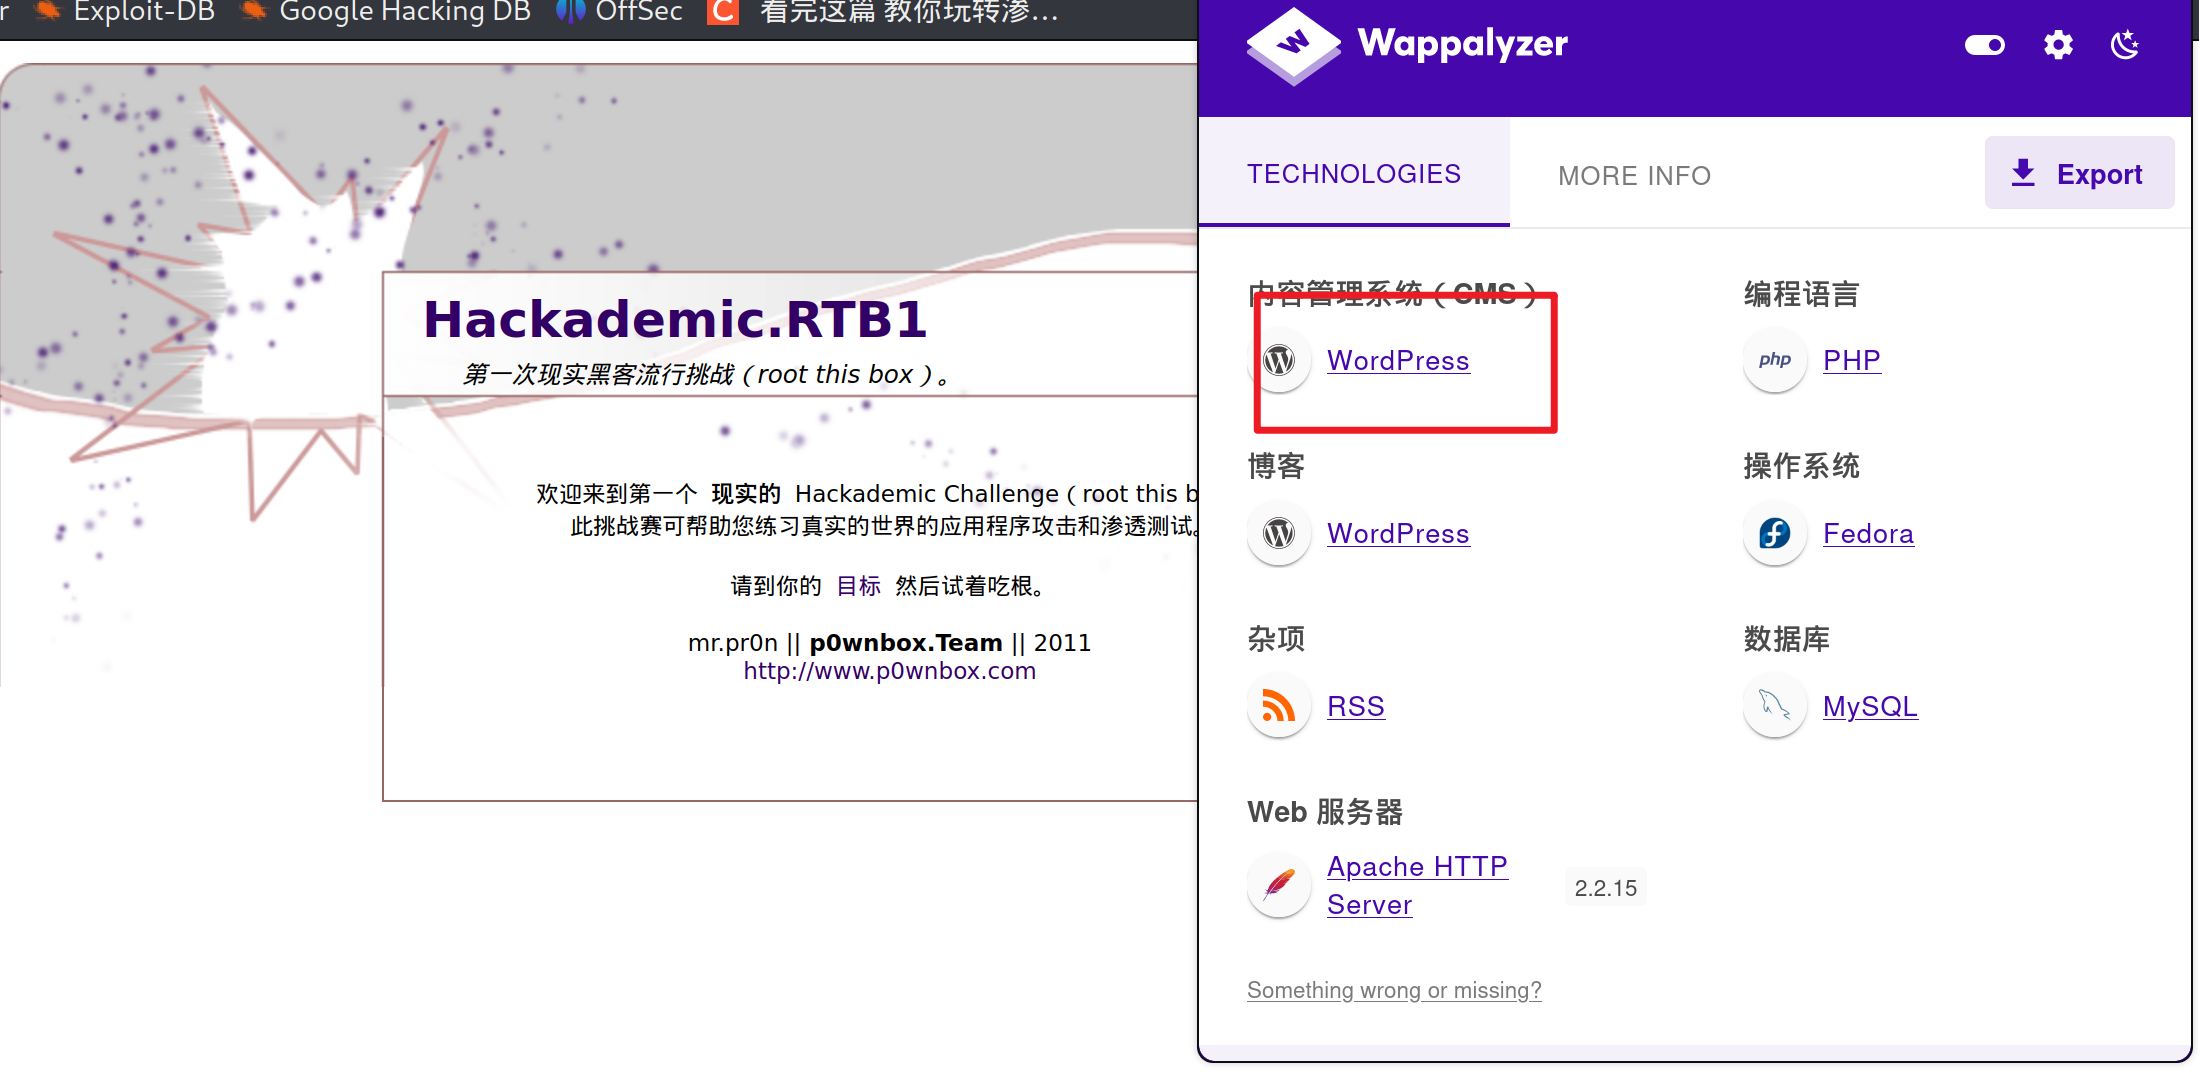 r Exploit-DB Google Hacking DB OffSec 看完这篇 教你玩转渗…
Hackademic.RTB1
第一次现实黑客流行挑战（root this box）。
欢迎来到第一个 现实的 Hackademic Challenge（root this b
此挑战赛可帮助您练习真实的世界的应用程序攻击和渗透测试。
请到你的 目标 然后试着吃根。
mr.pr0n || p0wnbox.Team || 2011
http://www.p0wnbox.com
Wappalyzer
TECHNOLOGIES
MORE INFO
Export
内容管理系统（CMS）
WordPress
编程语言
php PHP
博客
WordPress
操作系统
Fedora
杂项
RSS
数据库
MySQL
Web 服务器
Apache HTTP
Server
2.2.15
Something wrong or missing?